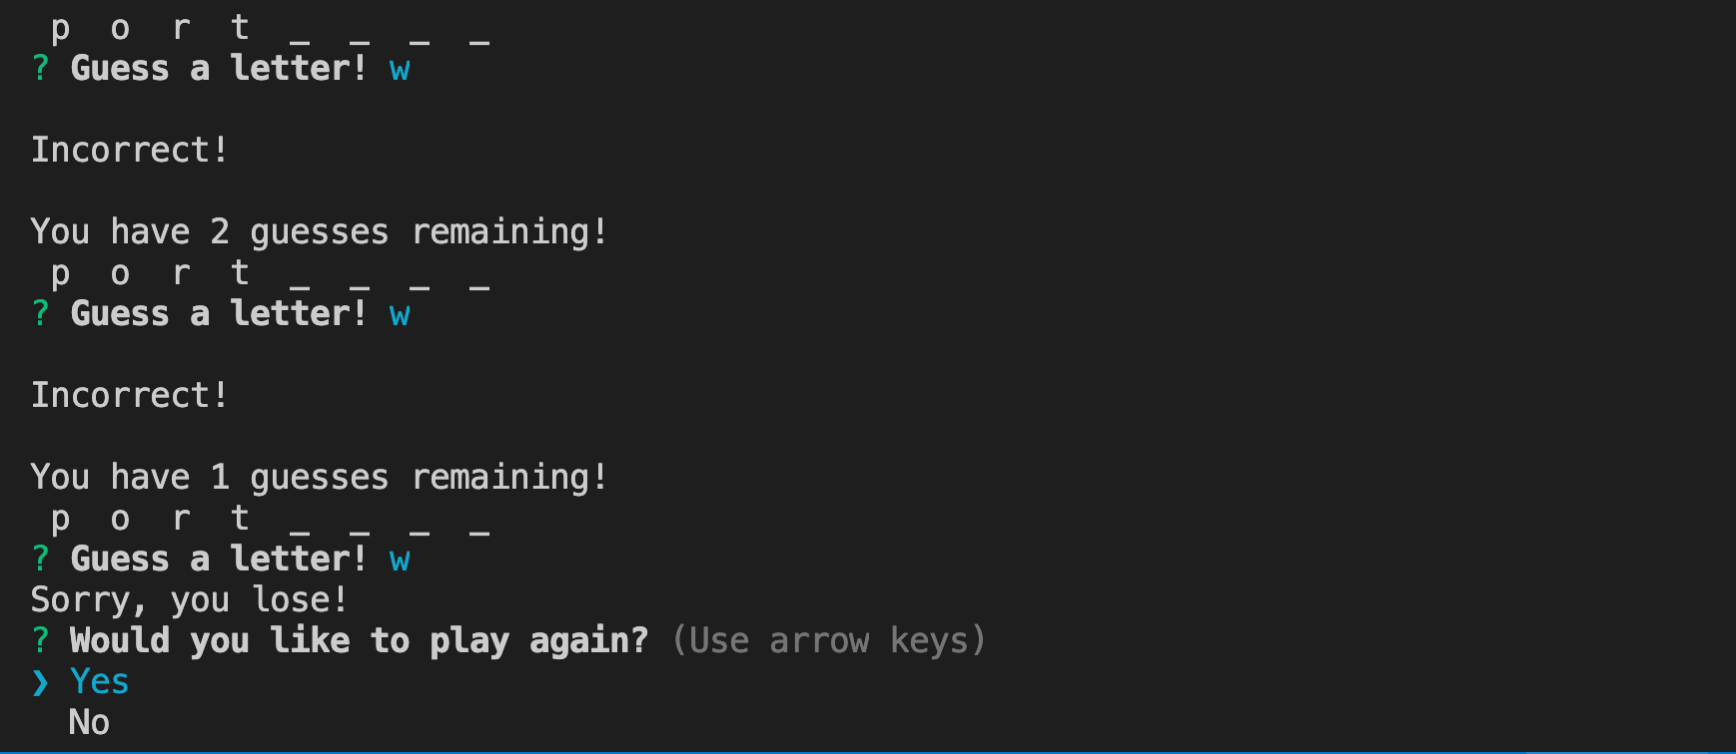 p o r t _ _ _ _
? Guess a letter! w
Incorrect!
You have 2 guesses remaining!
p o r t _ _ _ _
? Guess a letter! w
Incorrect!
You have 1 guesses remaining!
p o r t _ _ _ _
? Guess a letter! w
Sorry, you lose!
? Would you like to play again? (Use arrow keys)
❯ Yes
No